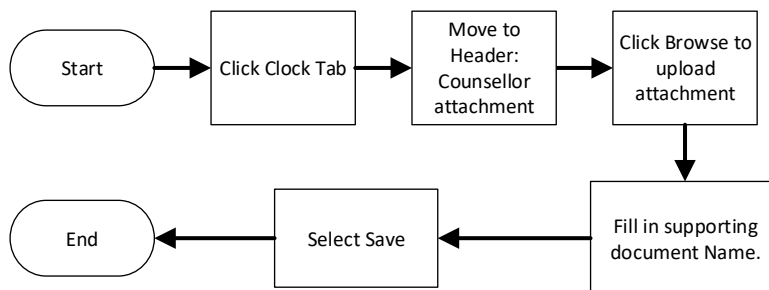 Start
Click Clock Tab
Move to
Header:
Counsellor
attachment
Click Browse to
upload
attachment
Fill in supporting
document Name.
Select Save
End